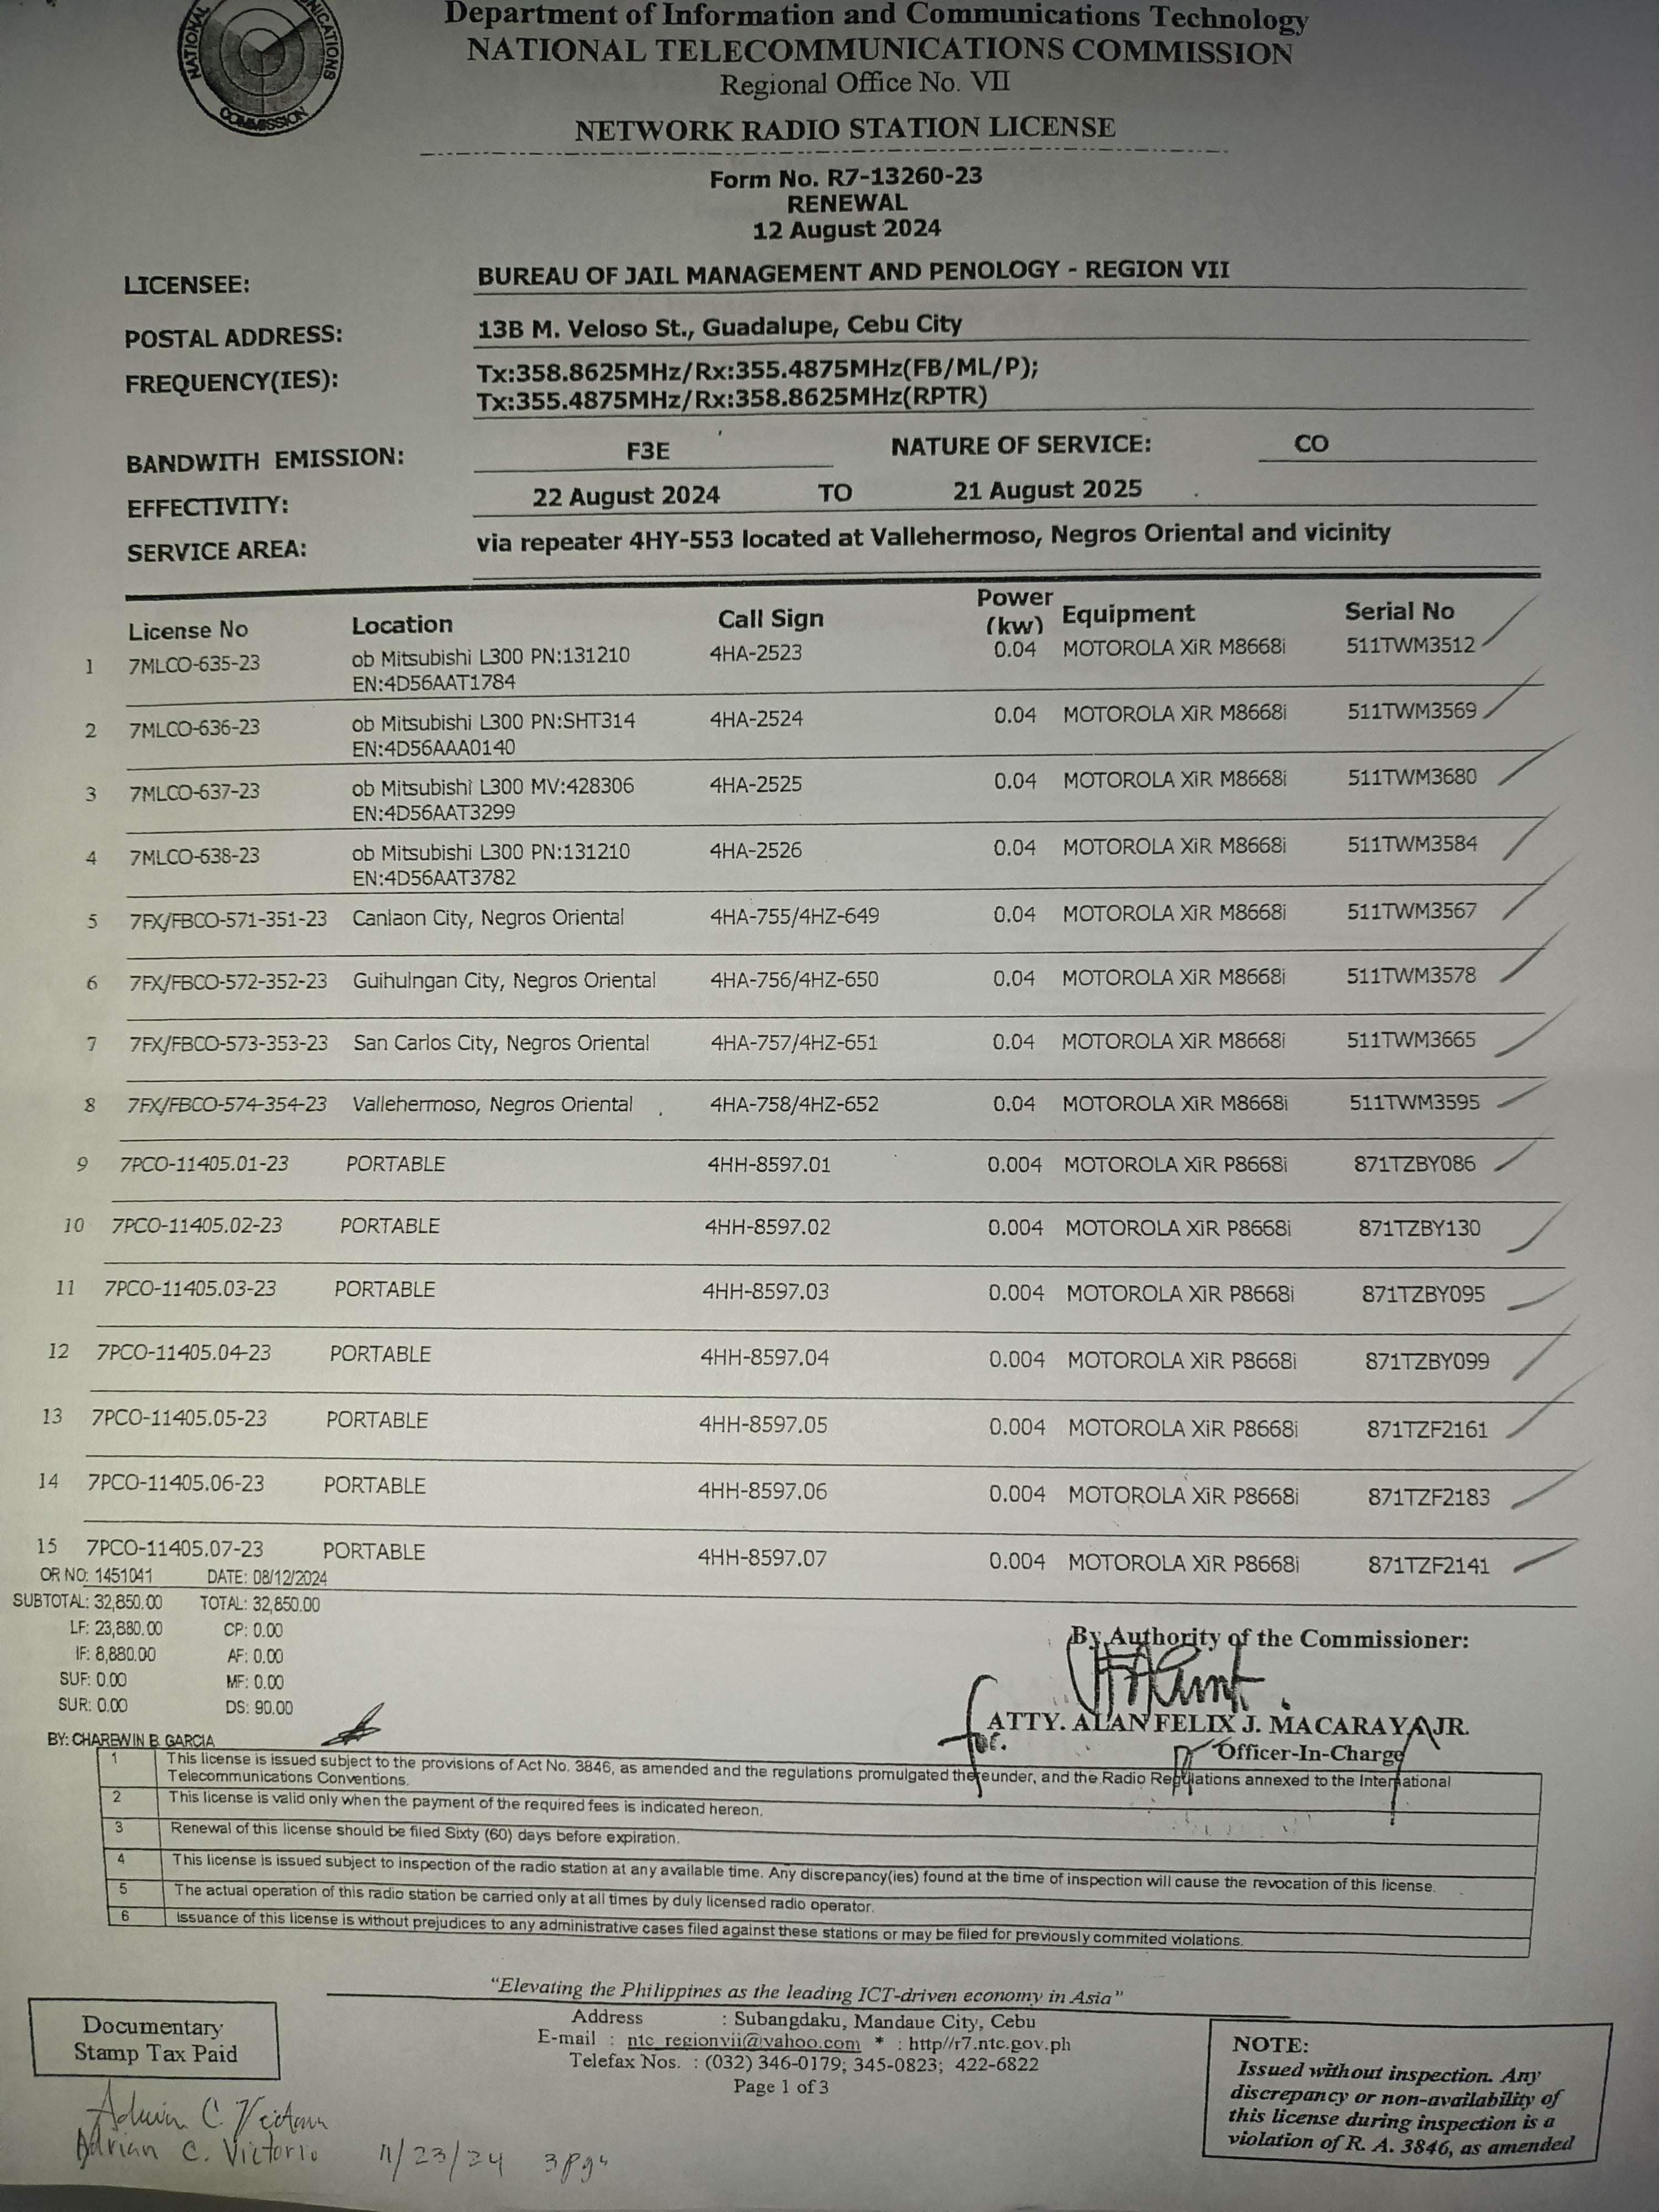 NATIONAL
COMMISSION
Department of Information and Communications Technology
NATIONAL TELECOMMUNICATIONS COMMISSION
Regional Office No. VII
NETWORK RADIO STATION LICENSE
Form No. R7-13260-23
RENEWAL
12 August 2024
LICENSEE: BUREAU OF JAIL MANAGEMENT AND PENOLOGY - REGION VII
POSTAL ADDRESS: 13B M. Veloso St., Guadalupe, Cebu City
FREQUENCY(IES): Tx:358.8625MHz/Rx:355.4875MHz(FB/ML/P);
Tx:355.4875MHz/Rx:358.8625MHz(RPTR)
BANDWITH EMISSION: F3E NATURE OF SERVICE: CO
EFFECTIVITY: 22 August 2024 TO 21 August 2025
SERVICE AREA: via repeater 4HY-553 located at Vallehermoso, Negros Oriental and vicinity
License No Location Call Sign Power (kw) Equipment Serial No
1 7MLCO-635-23 ob Mitsubishi L300 PN:131210 4HA-2523 0.04 MOTOROLA XiR M8668i 511TWM3512
EN:4D56AAT1784
2 7MLCO-636-23 ob Mitsubishi L300 PN:SHT314 4HA-2524 0.04 MOTOROLA XiR M8668i 511TWM3569
EN:4D56AAA0140
3 7MLCO-637-23 ob Mitsubishi L300 MV:428306 4HA-2525 0.04 MOTOROLA XiR M8668i 511TWM3680
EN:4D56AAT3299
4 7MLCO-638-23 ob Mitsubishi L300 PN:131210 4HA-2526 0.04 MOTOROLA XiR M8668i 511TWM3584
EN:4D56AAT3782
5 7FX/FBCO-571-351-23 Canlaon City, Negros Oriental 4HA-755/4HZ-649 0.04 MOTOROLA XiR M8668i 511TWM3567
6 7FX/FBCO-572-352-23 Guihulngan City, Negros Oriental 4HA-756/4HZ-650 0.04 MOTOROLA XiR M8668i 511TWM3578
7 7FX/FBCO-573-353-23 San Carlos City, Negros Oriental 4HA-757/4HZ-651 0.04 MOTOROLA XiR M8668i 511TWM3665
8 7FX/FBCO-574-354-23 Vallehermoso, Negros Oriental 4HA-758/4HZ-652 0.04 MOTOROLA XiR M8668i 511TWM3595
9 7PCO-11405.01-23 PORTABLE 4HH-8597.01 0.004 MOTOROLA XiR P8668i 871TZBY086
10 7PCO-11405.02-23 PORTABLE 4HH-8597.02 0.004 MOTOROLA XiR P8668i 871TZBY130
11 7PCO-11405.03-23 PORTABLE 4HH-8597.03 0.004 MOTOROLA XiR P8668i 871TZBY095
12 7PCO-11405.04-23 PORTABLE 4HH-8597.04 0.004 MOTOROLA XiR P8668i 871TZBY099
13 7PCO-11405.05-23 PORTABLE 4HH-8597.05 0.004 MOTOROLA XiR P8668i 871TZF2161
14 7PCO-11405.06-23 PORTABLE 4HH-8597.06 0.004 MOTOROLA XiR P8668i 871TZF2183
15 7PCO-11405.07-23 PORTABLE 4HH-8597.07 0.004 MOTOROLA XiR P8668i 871TZF2141
OR NO: 1451041 DATE: 08/12/2024
SUBTOTAL: 32,850.00 TOTAL: 32,850.00
LF: 23,880.00 CP: 0.00
IF: 8,880.00 AF: 0.00
SUF: 0.00 MF: 0.00
SUR: 0.00 DS: 90.00
BY: CHAREWIN B. GARCIA
By Authority of the Commissioner:
for.
ATTY. ALAN FELIX J. MACARAYA, JR.
Officer-In-Charge
1 This license is issued subject to the provisions of Act No. 3846, as amended and the regulations promulgated thereunder, and the Radio Regulations annexed to the International
Telecommunications Conventions.
2 This license is valid only when the payment of the required fees is indicated hereon.
3 Renewal of this license should be filed Sixty (60) days before expiration.
4 This license is issued subject to inspection of the radio station at any available time. Any discrepancy(ies) found at the time of inspection will cause the revocation of this license.
5 The actual operation of this radio station be carried only at all times by duly licensed radio operator.
6 Issuance of this license is without prejudices to any administrative cases filed against these stations or may be filed for previously commited violations.
"Elevating the Philippines as the leading ICT-driven economy in Asia"
Address : Subangdaku, Mandaue City, Cebu
E-mail : ntc_regionvii@yahoo.com * : http//r7.ntc.gov.ph
Telefax Nos. : (032) 346-0179; 345-0823; 422-6822
Page 1 of 3
Documentary
Stamp Tax Paid
NOTE:
Issued without inspection. Any
discrepancy or non-availability of
this license during inspection is a
violation of R. A. 3846, as amended
Adrian C. Victorio 11/23/24 3pgs